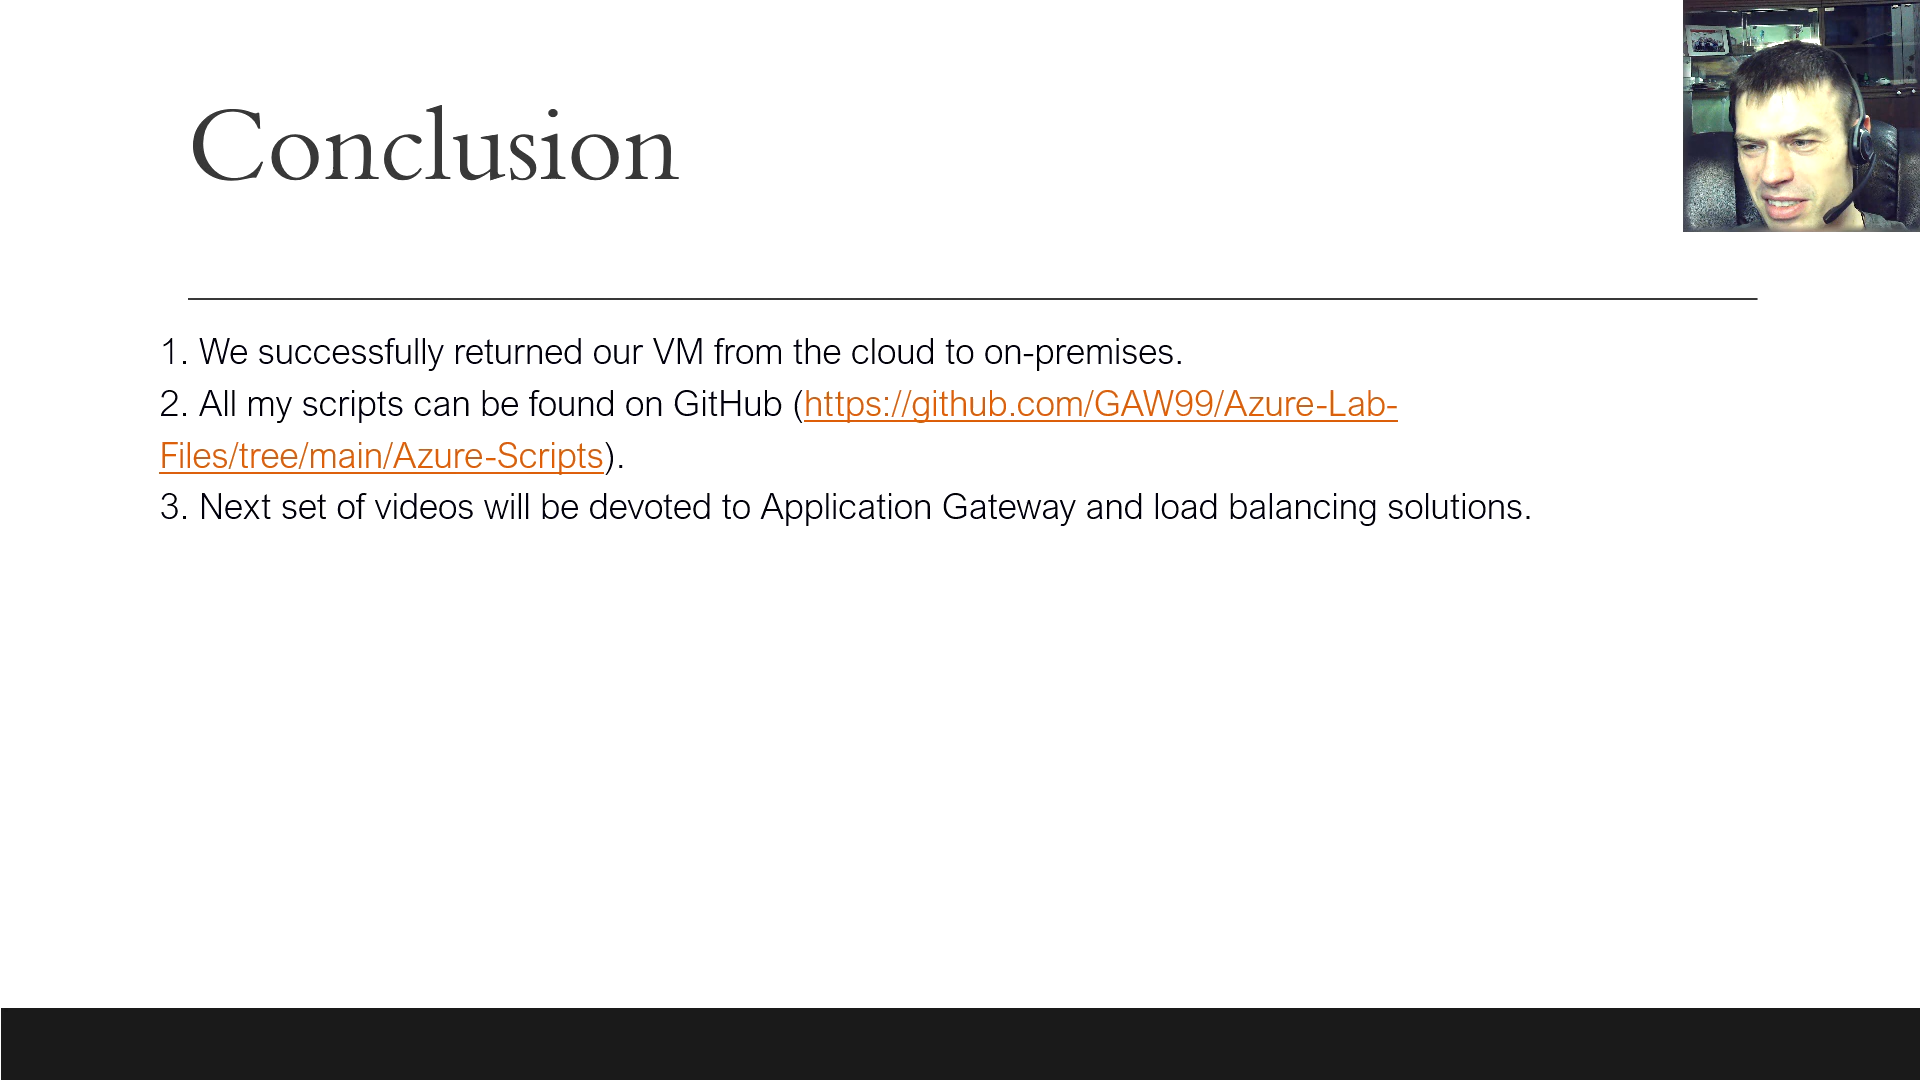 Conclusion
1. We successfully returned our VM from the cloud to on-premises.
2. All my scripts can be found on GitHub (https://github.com/GAW99/Azure-Lab-
Files/tree/main/Azure-Scripts).
3. Next set of videos will be devoted to Application Gateway and load balancing solutions.